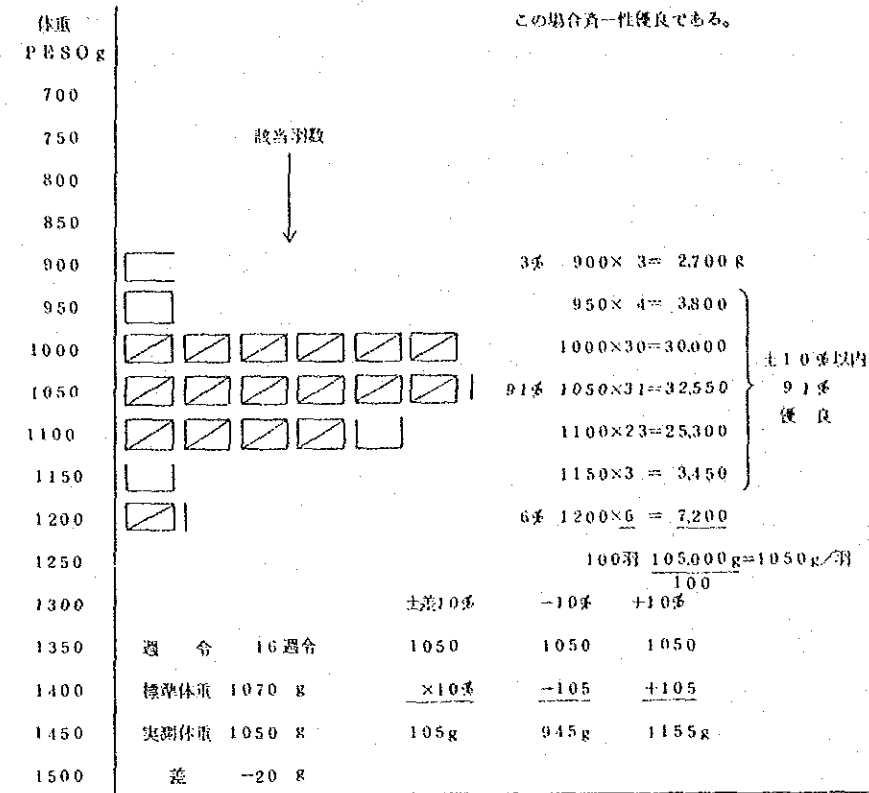 体重
PESO g
この場合斉一性優良である。
700
750 該当羽数
800
850
900 3% 900× 3= 2,700 g
950 950× 4= 3,800
1000 1000×30=30,000
±10%以内
1050 91% 1050×31=32,550
91%
1100 1100×23=25,300
優 良
1150 1150×3 = 3,450
1200 6% 1200×6 = 7,200
1250 100羽 105,000g=1050g/羽
100
1300 ±差10% -10% +10%
1350 週 令 16週令 1050 1050 1050
1400 標準体重 1070 g ×10% -105 +105
1450 実測体重 1050 g 105g 945g 1155g
1500 差 -20 g